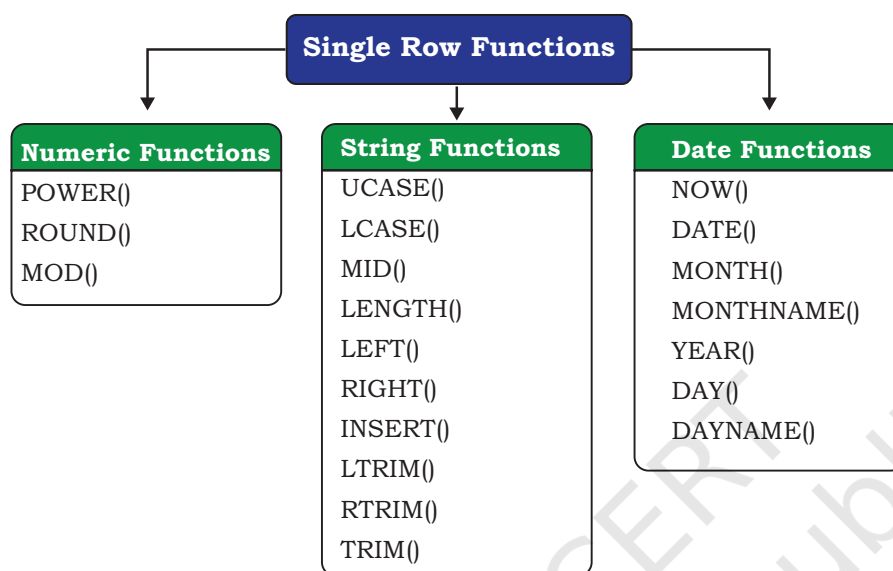 Single Row Functions
Numeric Functions
POWER()
ROUND()
MOD()
String Functions
UCASE()
LCASE()
MID()
LENGTH()
LEFT()
RIGHT()
INSERT()
LTRIM()
RTRIM()
TRIM()
Date Functions
NOW()
DATE()
MONTH()
MONTHNAME()
YEAR()
DAY()
DAYNAME()